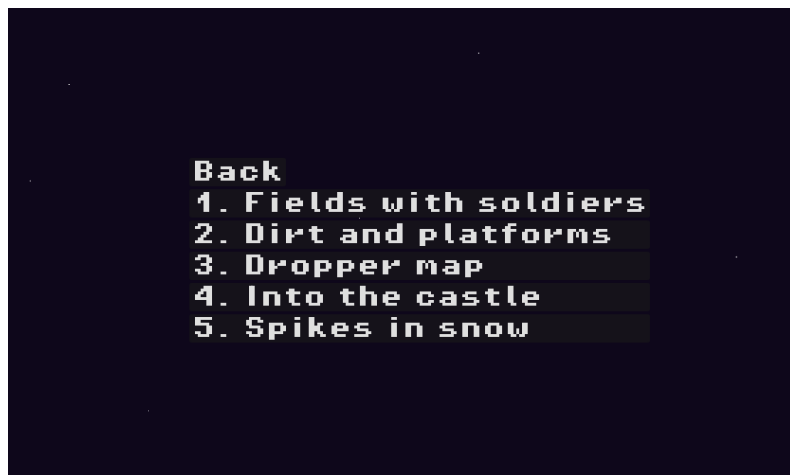 Back
1. Fields with soldiers
2. Dirt and platforms
3. Dropper map
4. Into the castle
5. Spikes in snow